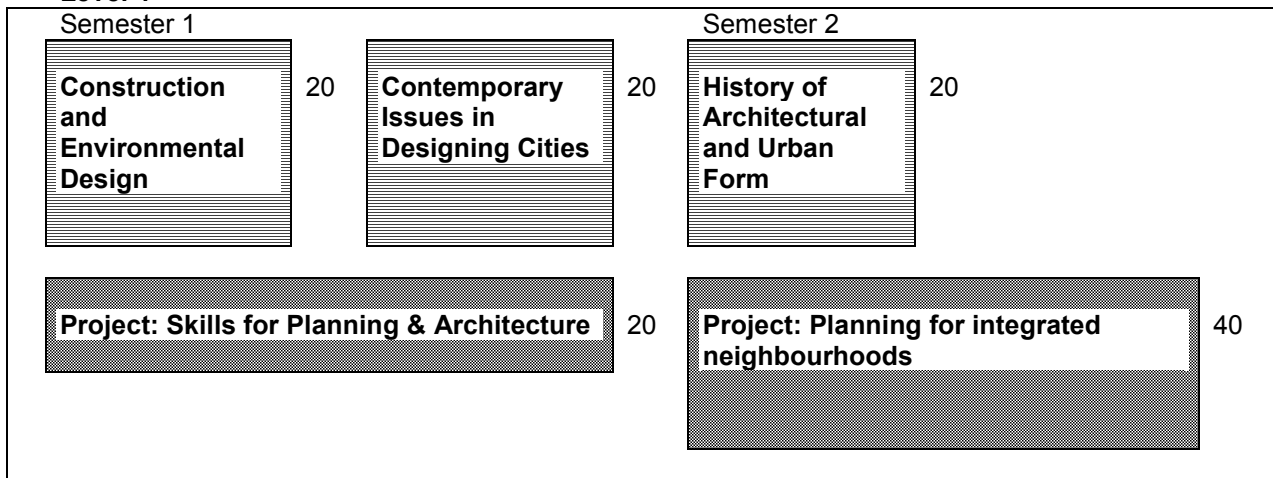 Semester 1
Semester 2
Construction
and
Environmental
Design
20
Contemporary
Issues in
Designing Cities
20
History of
Architectural
and Urban
Form
20
Project: Skills for Planning & Architecture
20
Project: Planning for integrated
neighbourhoods
40